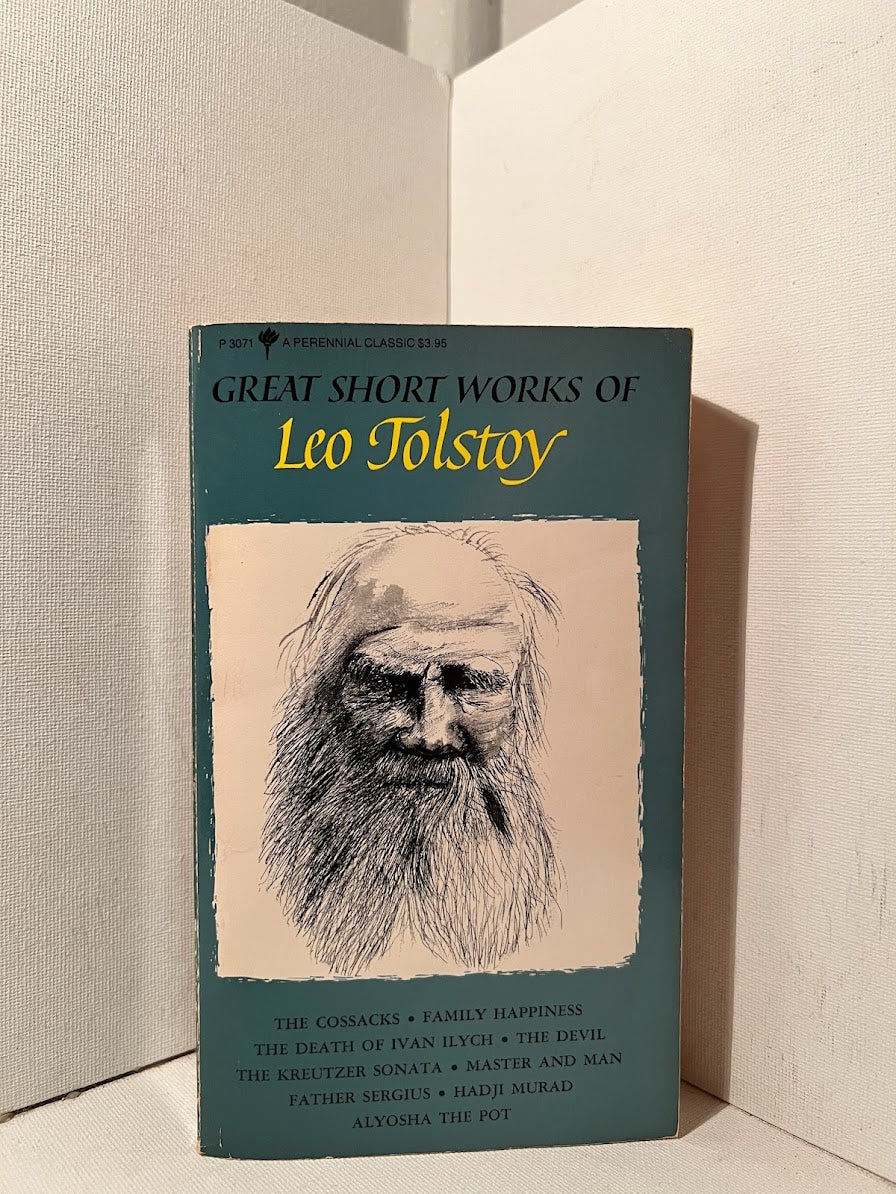 P 3071 A PERENNIAL CLASSIC $3.95
GREAT SHORT WORKS OF
Leo Tolstoy
THE COSSACKS • FAMILY HAPPINESS
THE DEATH OF IVAN ILYCH • THE DEVIL
THE KREUTZER SONATA • MASTER AND MAN
FATHER SERGIUS • HADJI MURAD
ALYOSHA THE POT